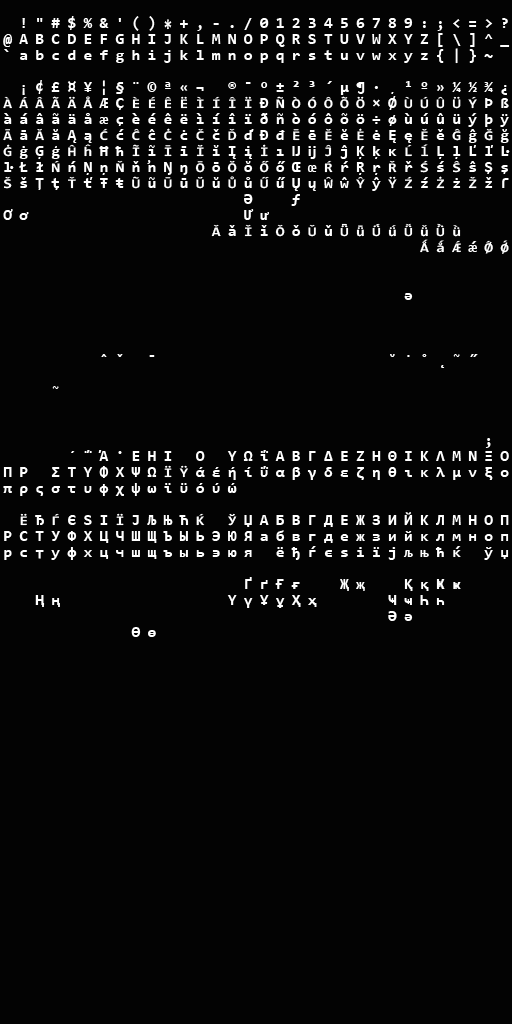 ! " # $ % & ' ( ) * + , - . / 0 1 2 3 4 5 6 7 8 9 : ; < = > ?
@ A B C D E F G H I J K L M N O P Q R S T U V W X Y Z [ \ ] ^ _
` a b c d e f g h i j k l m n o p q r s t u v w x y z { | } ~
¡ ¢ £ ¤ ¥ ¦ § ¨ © ª « ¬ ® ¯ ° ± ² ³ ´ µ ¶ · ¸ ¹ º » ¼ ½ ¾ ¿
À Á Â Ã Ä Å Æ Ç È É Ê Ë Ì Í Î Ï Ð Ñ Ò Ó Ô Õ Ö × Ø Ù Ú Û Ü Ý Þ ß
à á â ã ä å æ ç è é ê ë ì í î ï ð ñ ò ó ô õ ö ÷ ø ù ú û ü ý þ ÿ
Ā ā Ă ă Ą ą Ć ć Ĉ ĉ Ċ ċ Č č Ď ď Đ đ Ē ē Ĕ ĕ Ė ė Ę ę Ě ě Ĝ ĝ Ğ ğ
Ġ ġ Ģ ģ Ĥ ĥ Ħ ħ Ĩ ĩ Ī ī Ĭ ĭ Į į İ ı Ĳ ĳ Ĵ ĵ Ķ ķ ĸ Ĺ ĺ Ļ ļ Ľ ľ Ŀ
ŀ Ł ł Ń ń Ņ ņ Ň ň ŉ Ŋ ŋ Ō ō Ŏ ŏ Ő ő Œ œ Ŕ ŕ Ŗ ŗ Ř ř Ś ś Ŝ ŝ Ş ş
Š š Ţ ţ Ť ť Ŧ ŧ Ũ ũ Ū ū Ŭ ŭ Ů ů Ű ű Ų ų Ŵ ŵ Ŷ ŷ Ÿ Ź ź Ż ż Ž ž ſ
Ə ƒ
Ơ ơ Ư ư
Ǎ ǎ Ǐ ǐ Ǒ ǒ Ǔ ǔ Ǖ ǖ Ǘ ǘ Ǚ ǚ Ǜ ǜ
Ǻ ǻ Ǽ ǽ Ǿ ǿ
ə
ˆ ˇ ˉ ˘ ˙ ˚ ˛ ˜ ˝
˜
;
΄ ΅ Ά · Έ Ή Ί Ό Ύ Ώ ΐ Α Β Γ Δ Ε Ζ Η Θ Ι Κ Λ Μ Ν Ξ Ο
Π Ρ Σ Τ Υ Φ Χ Ψ Ω Ϊ Ϋ ά έ ή ί ΰ α β γ δ ε ζ η θ ι κ λ μ ν ξ ο
π ρ ς σ τ υ φ χ ψ ω ϊ ϋ ό ύ ώ
Ё Ђ Ѓ Є Ѕ І Ї Ј Љ Њ Ћ Ќ Ў Џ А Б В Г Д Е Ж З И Й К Л М Н О П
Р С Т У Ф Х Ц Ч Ш Щ Ъ Ы Ь Э Ю Я а б в г д е ж з и й к л м н о п
р с т у ф х ц ч ш щ ъ ы ь э ю я ё ђ ѓ є ѕ і ї ј љ њ ћ ќ ў џ
Ґ ґ Ғ ғ Җ җ Қ қ Ҝ ҝ
Ң ң Ү ү Ұ ұ Ҳ ҳ Ҹ ҹ Һ һ
Ә ә
Ө ө